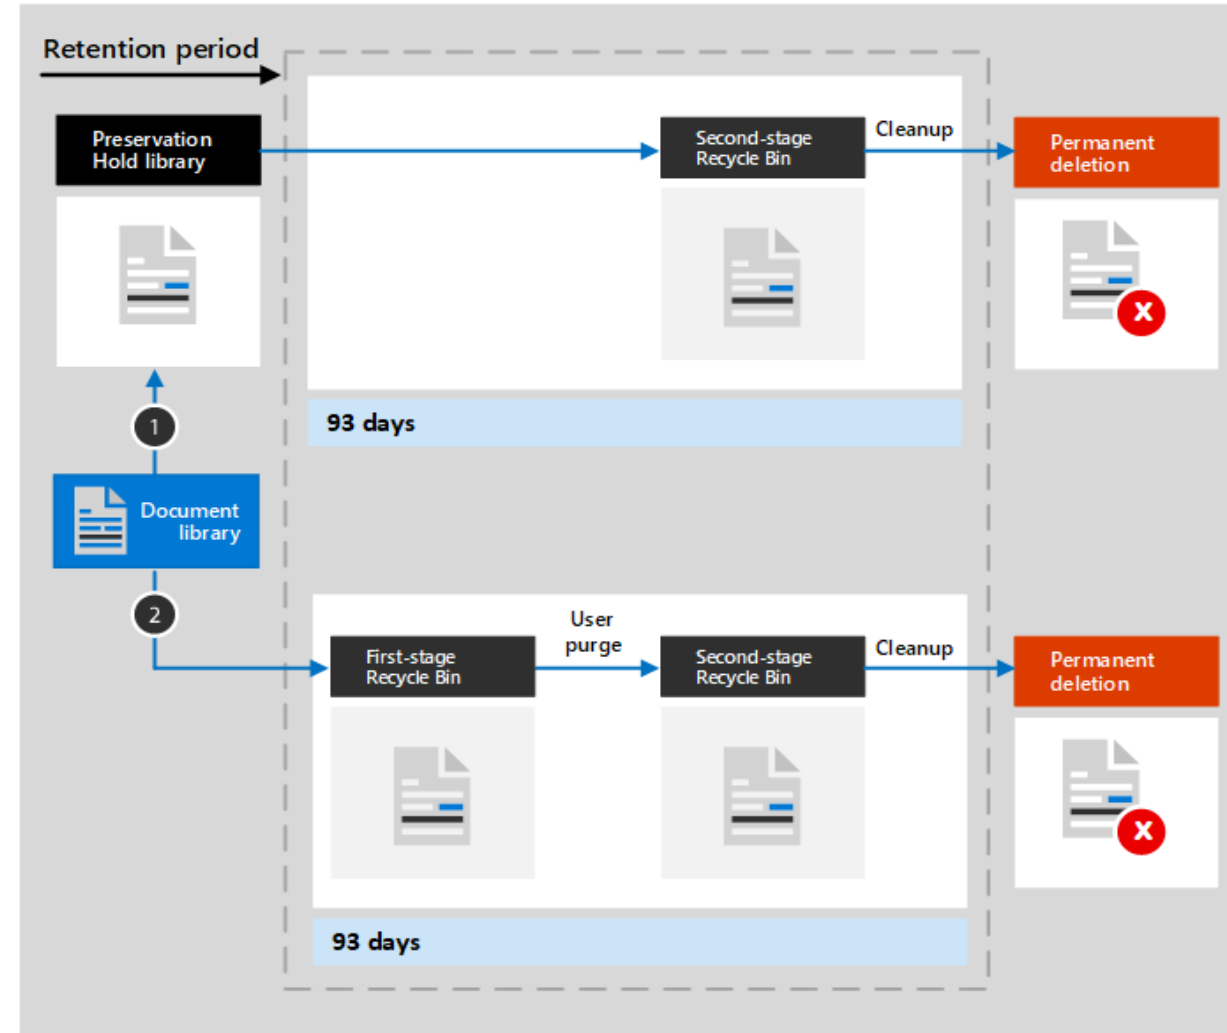 Retention period
Preservation
Hold library
Second-stage
Recycle Bin
Cleanup
Permanent
deletion
X
93 days
1
Document
library
2
First-stage
Recycle Bin
User
purge
Second-stage
Recycle Bin
Cleanup
Permanent
deletion
X
93 days